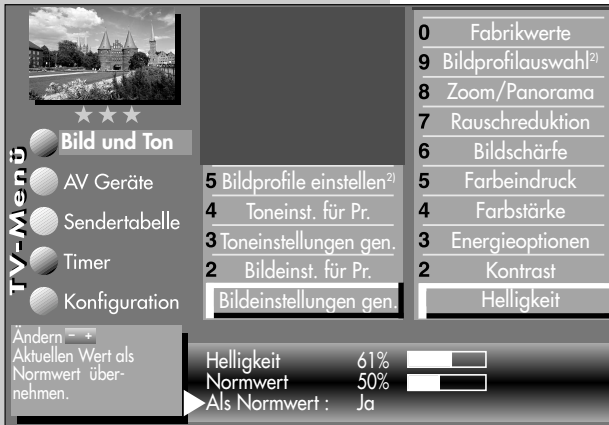 TV-Menü
Bild und Ton
AV Geräte
Sendertabelle
Timer
Konfiguration
5 Bildprofile einstellen2)
4 Toneinst. für Pr.
3 Toneinstellungen gen.
2 Bildeinst. für Pr.
Bildeinstellungen gen.
0 Fabrikwerte
9 Bildprofilauswahl2)
8 Zoom/Panorama
7 Rauschreduktion
6 Bildschärfe
5 Farbeindruck
4 Farbstärke
3 Energieoptionen
2 Kontrast
Helligkeit
Ändern - +
Aktuellen Wert als
Normwert über-
nehmen.
Helligkeit 61%
Normwert 50%
Als Normwert : Ja